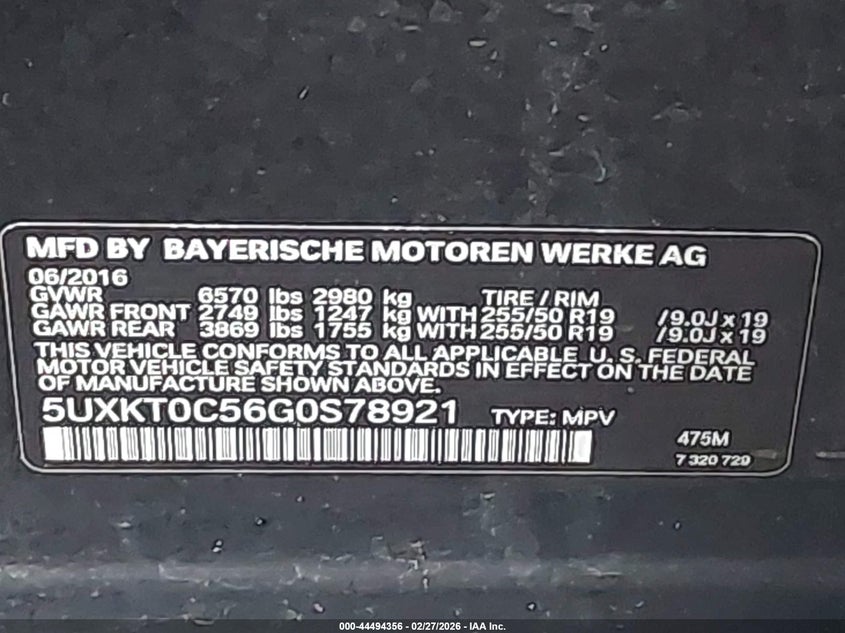 MFD BY BAYERISCHE MOTOREN WERKE AG
06/2016
GVWR 6570 lbs 2980 kg TIRE / RIM
GAWR FRONT 2749 lbs 1247 kg WITH 255/50 R19 /9.0J x 19
GAWR REAR 3869 lbs 1755 kg WITH 255/50 R19 /9.0J x 19
THIS VEHICLE CONFORMS TO ALL APPLICABLE U. S. FEDERAL
MOTOR VEHICLE SAFETY STANDARDS IN EFFECT ON THE DATE
OF MANUFACTURE SHOWN ABOVE.
5UXKT0C56G0S78921 TYPE: MPV
475M
7 320 729
000-44494356 - 02/27/2026 - IAA Inc.